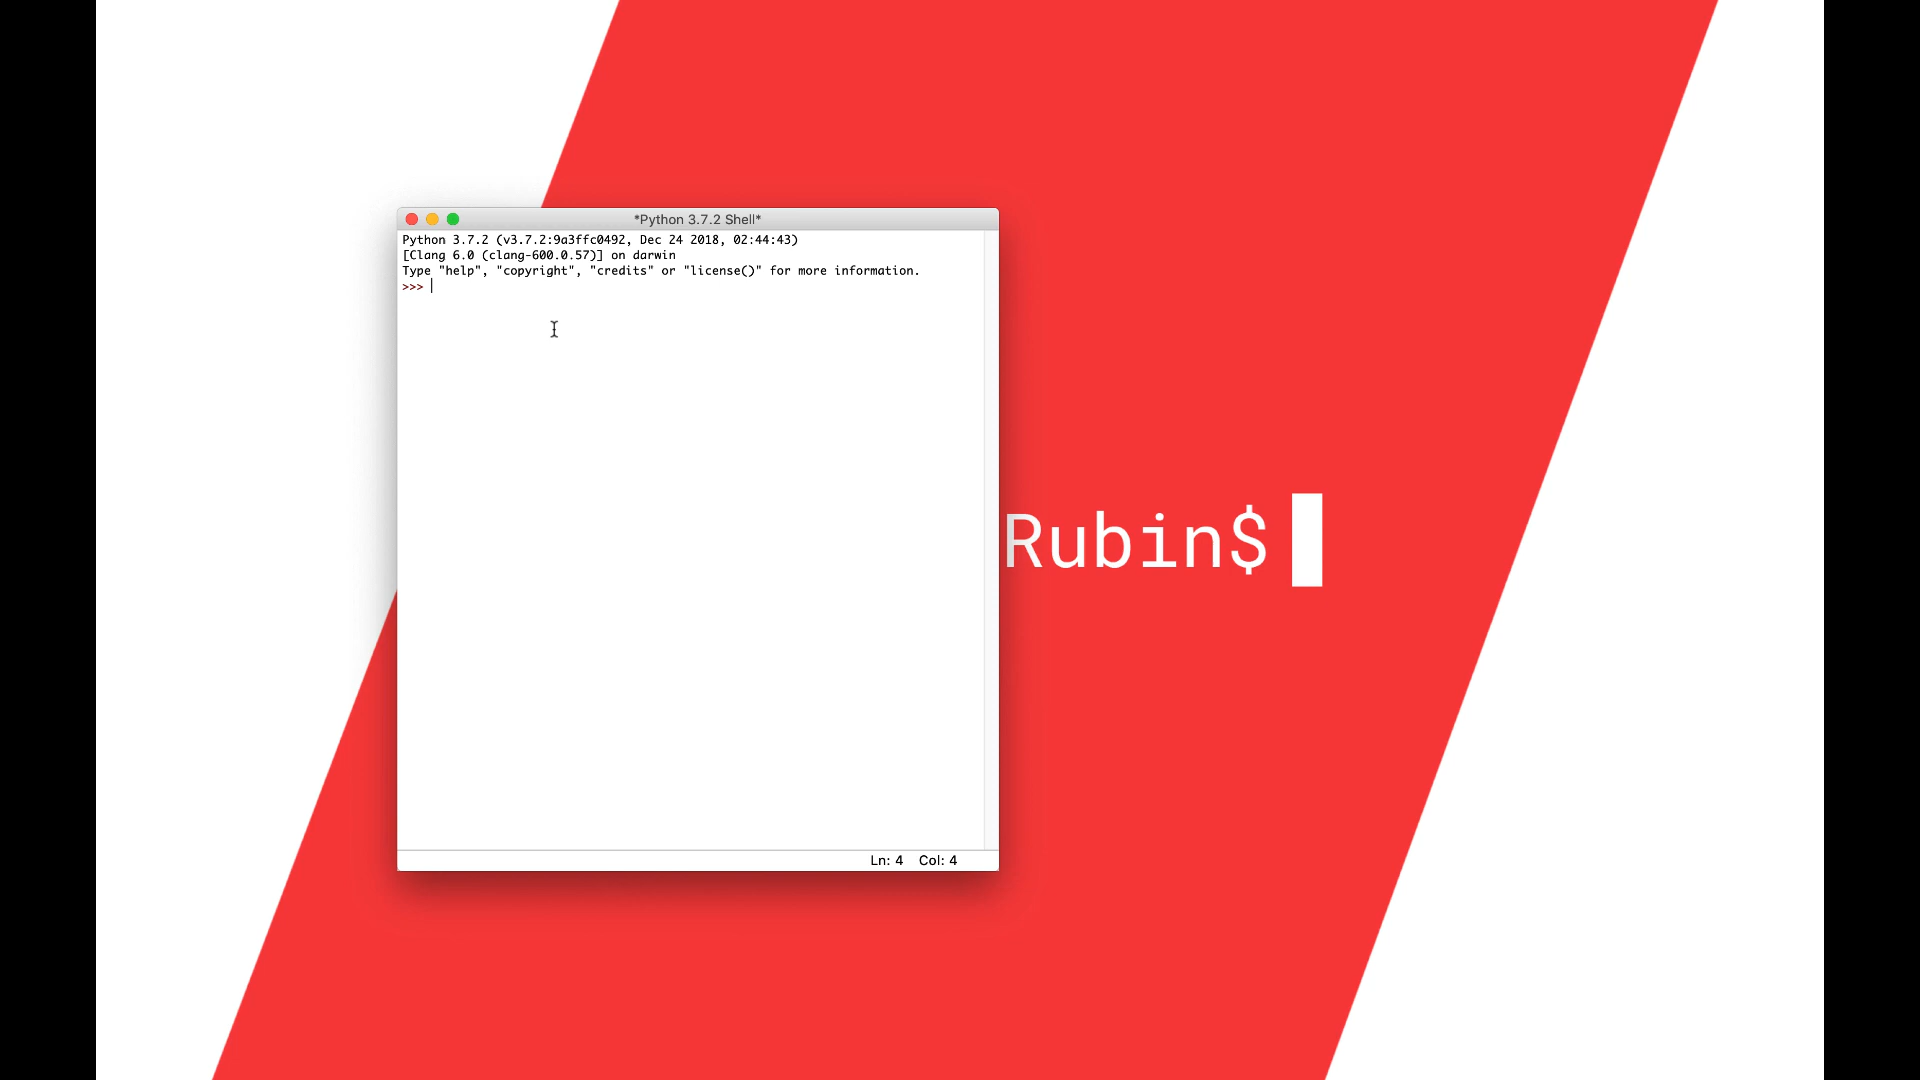 *Python 3.7.2 Shell*
Python 3.7.2 (v3.7.2:9a3ffc0492, Dec 24 2018, 02:44:43)
[Clang 6.0 (clang-600.0.57)] on darwin
Type "help", "copyright", "credits" or "license()" for more information.
>>>
Rubin$
Ln: 4 Col: 4